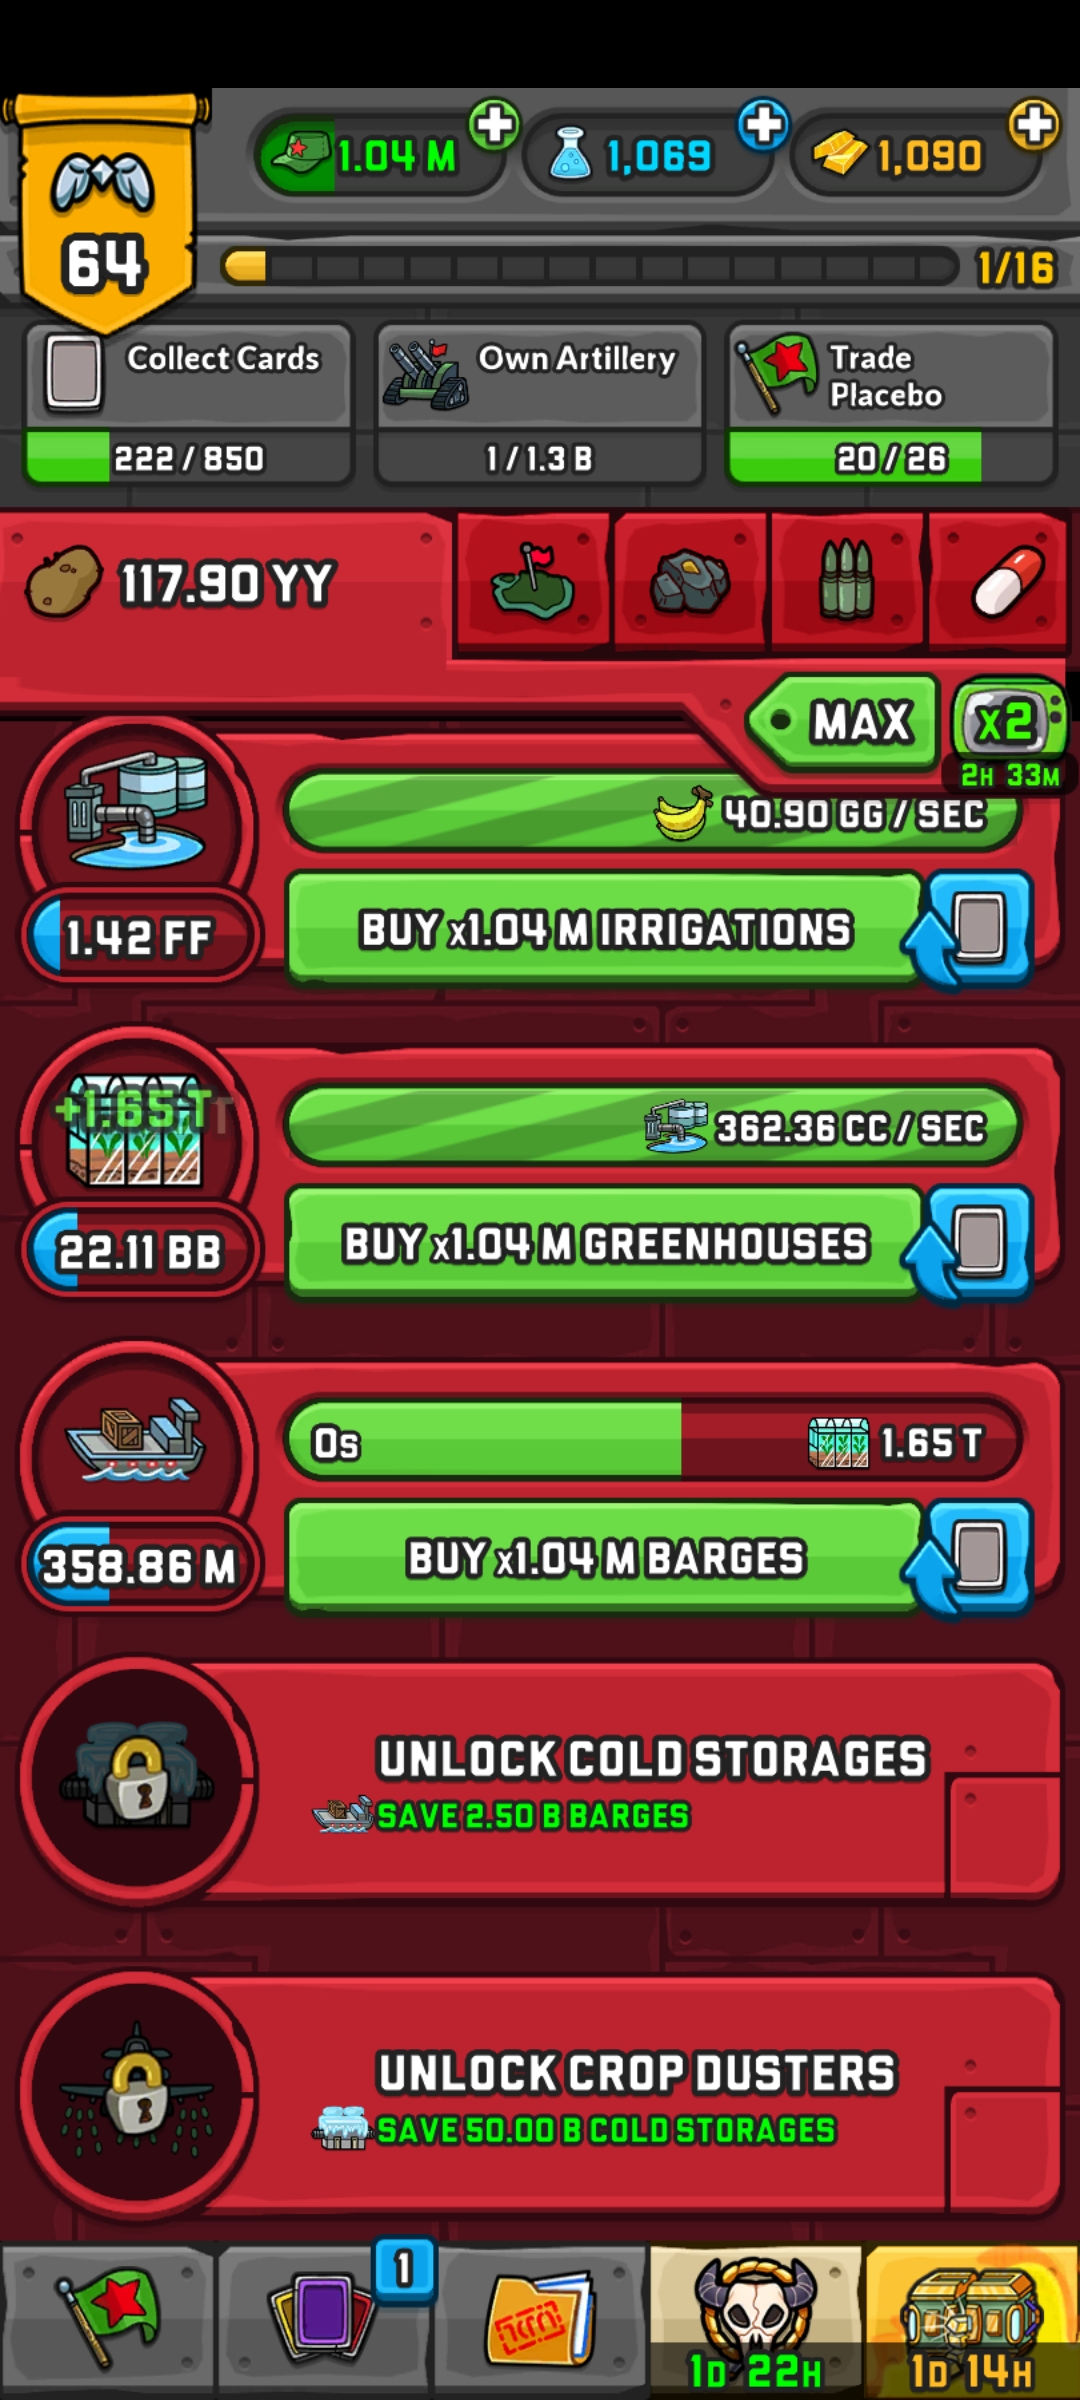 1.04 M
1,069
1,090
64
1/16
Collect Cards
222 / 850
Own Artillery
1 / 1.3 B
Trade
Placebo
20 / 26
117.90 YY
MAX
x2
2H 33M
40.90 GG / SEC
1.42 FF
BUY x1.04 M IRRIGATIONS
+1.65 T
362.36 CC / SEC
22.11 BB
BUY x1.04 M GREENHOUSES
0s
1.65 T
358.86 M
BUY x1.04 M BARGES
UNLOCK COLD STORAGES
SAVE 2.50 B BARGES
UNLOCK CROP DUSTERS
SAVE 50.00 B COLD STORAGES
1
1D 22H
1D 14H